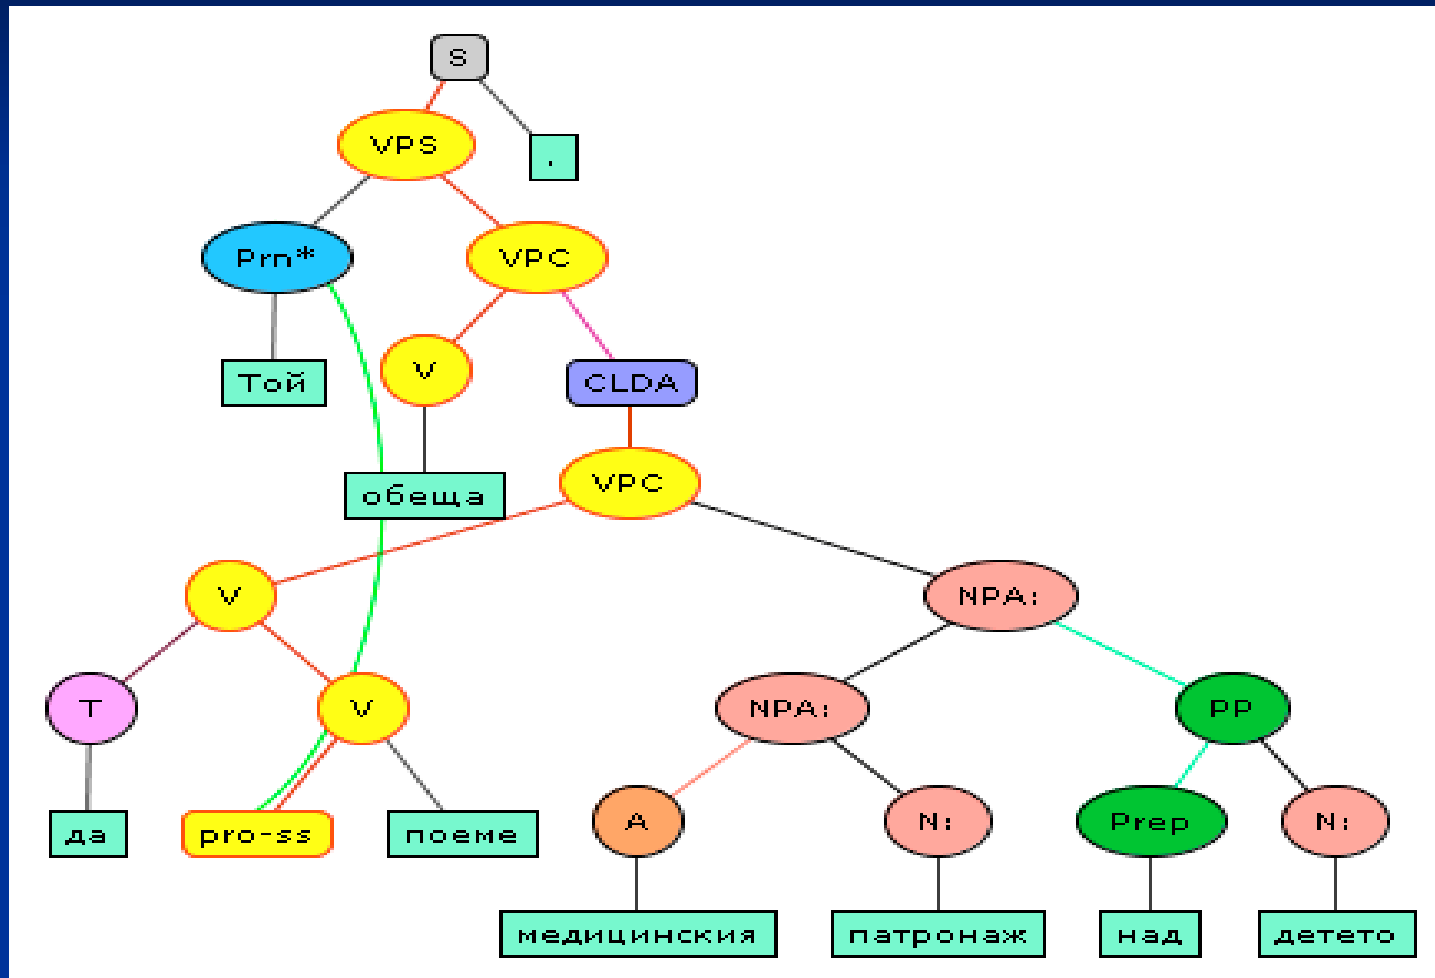 S
VPS
.
Prn*
VPC
V
Той
CLDA
обеща
VPC
V
NPA:
T
V
NPA:
PP
да
pro-ss
поеме
A
N:
Prep
N:
медицинския
патронаж
над
детето